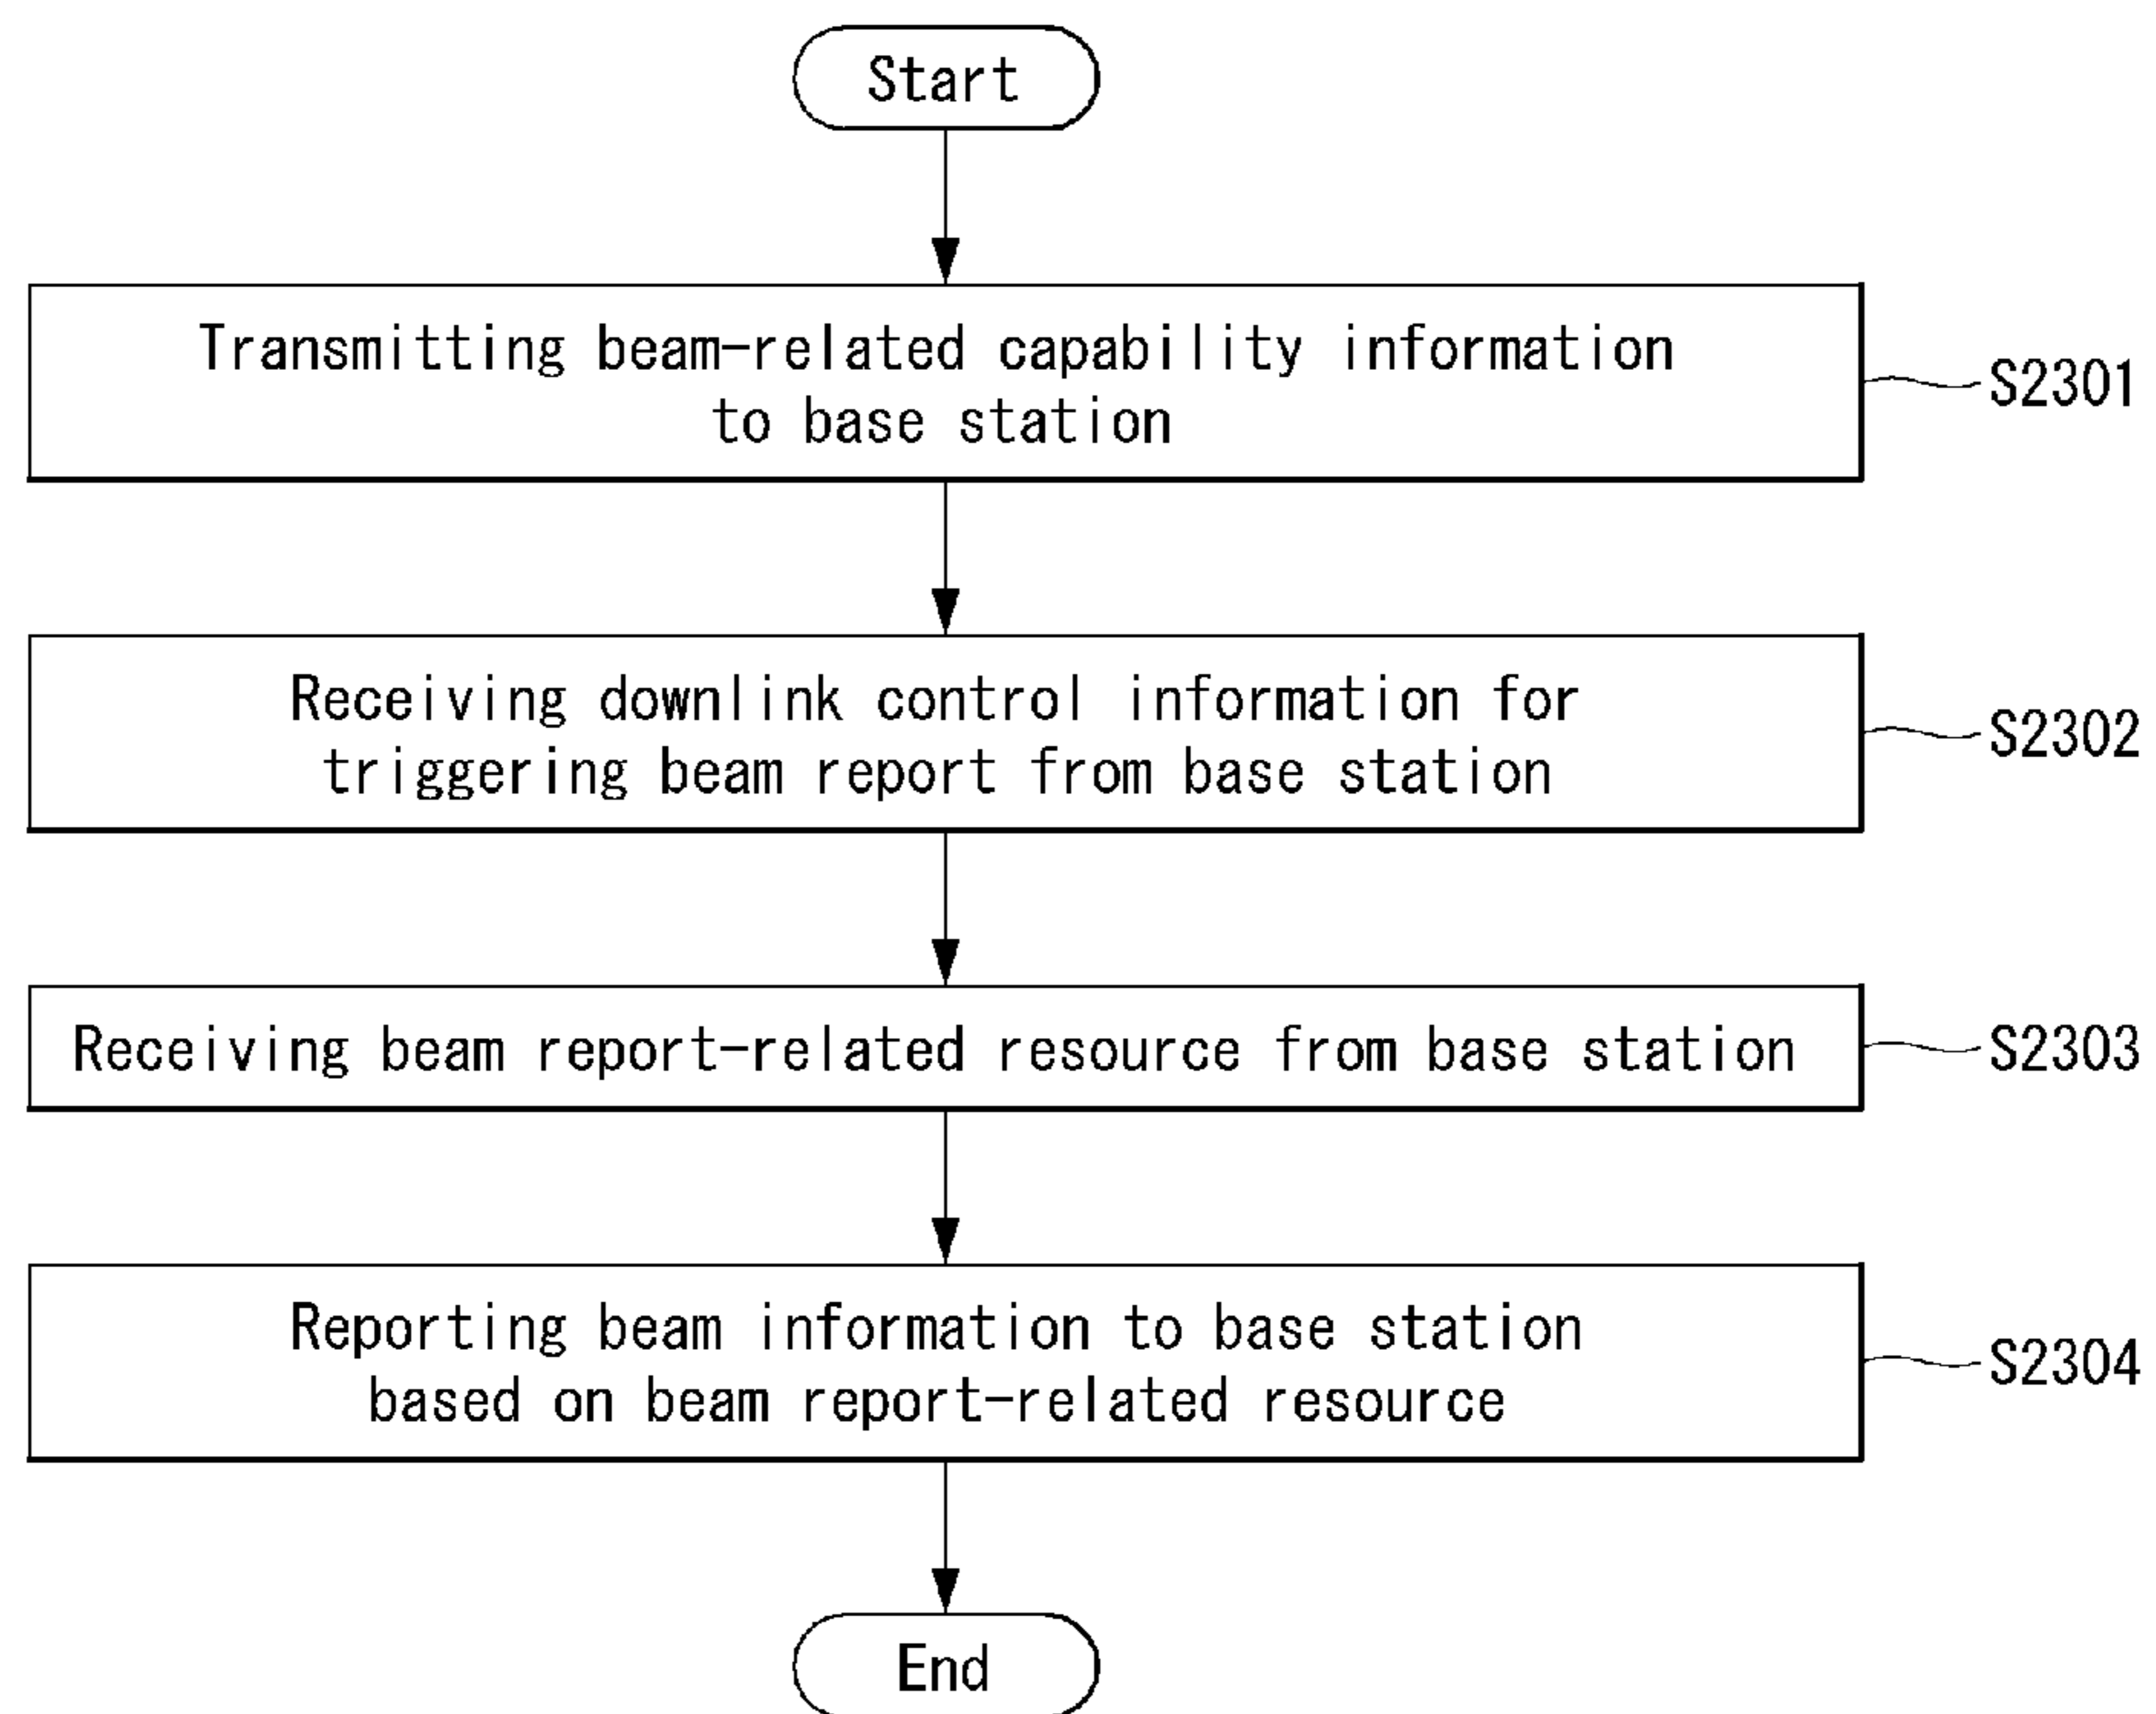 Start
Transmitting beam-related capability information
to base station
S2301
Receiving downlink control information for
triggering beam report from base station
S2302
Receiving beam report-related resource from base station
S2303
Reporting beam information to base station
based on beam report-related resource
S2304
End